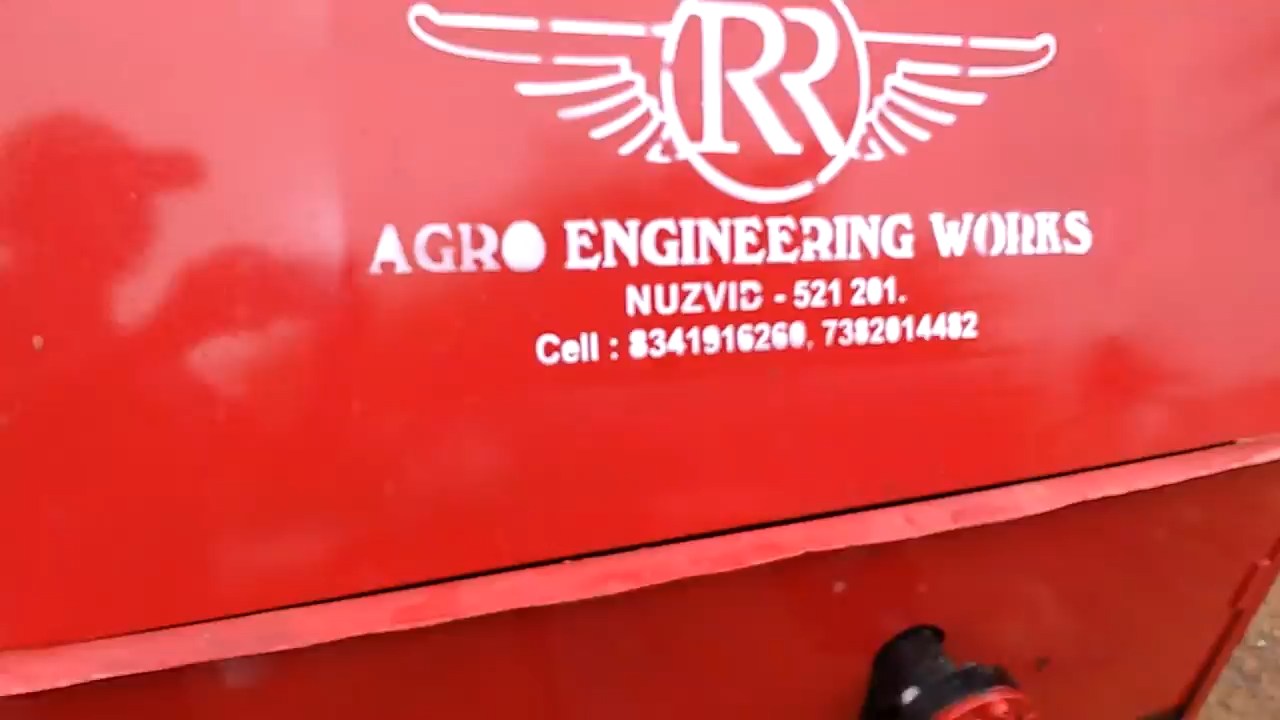 RR
AGRO ENGINEERING WORKS
NUZVID - 521 201.
Cell : 8341916260, 7382014482